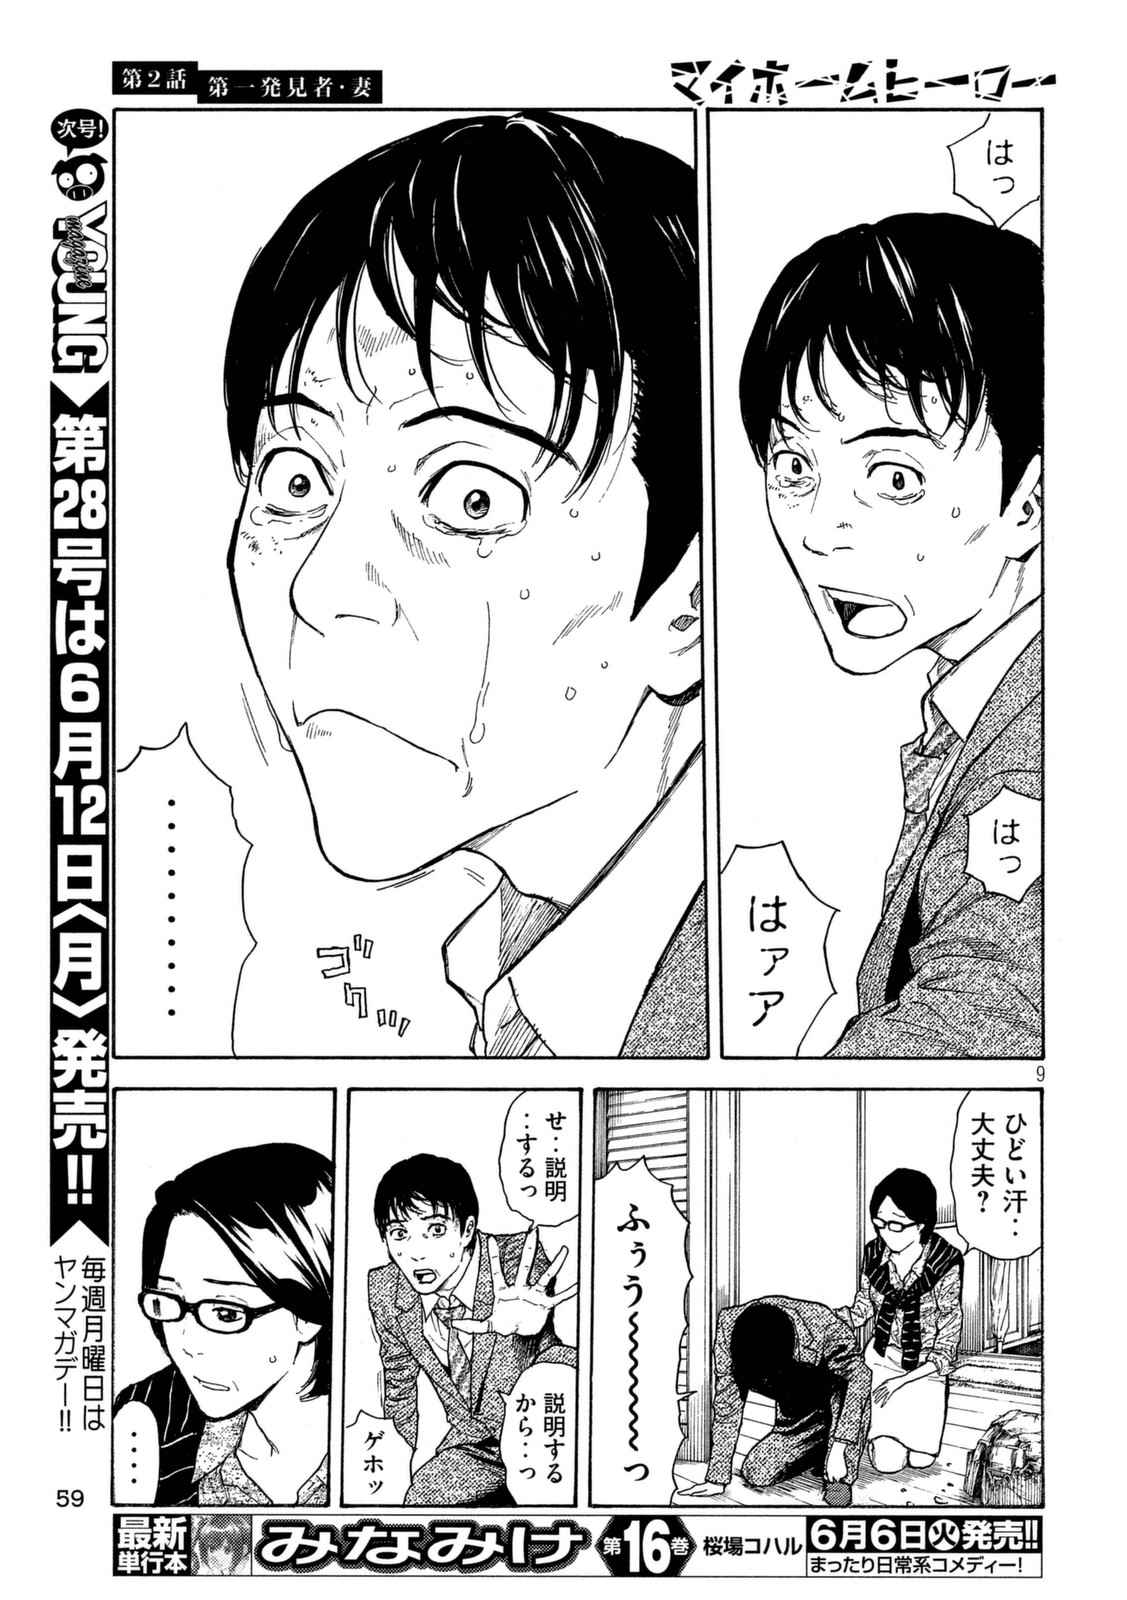 第2話
第一発見者・妻
マイホームヒーロー
はっ
はっ
はァァ
ゴクッ
‥‥‥‥‥
9
ひどい汗‥
大丈夫?
ふぅう〜〜〜〜っ
せ‥説明
‥するっ
説明する
から‥っ
ゲホッ
‥‥
次号!
YOUNG
magazine
第28号は6月12日〈月〉発売!!
毎週月曜日は
ヤンマガデー!!
59
最新
単行本
みなみけ
第16巻
桜場コハル
6月6日㊋発売!!
まったり日常系コメディー!